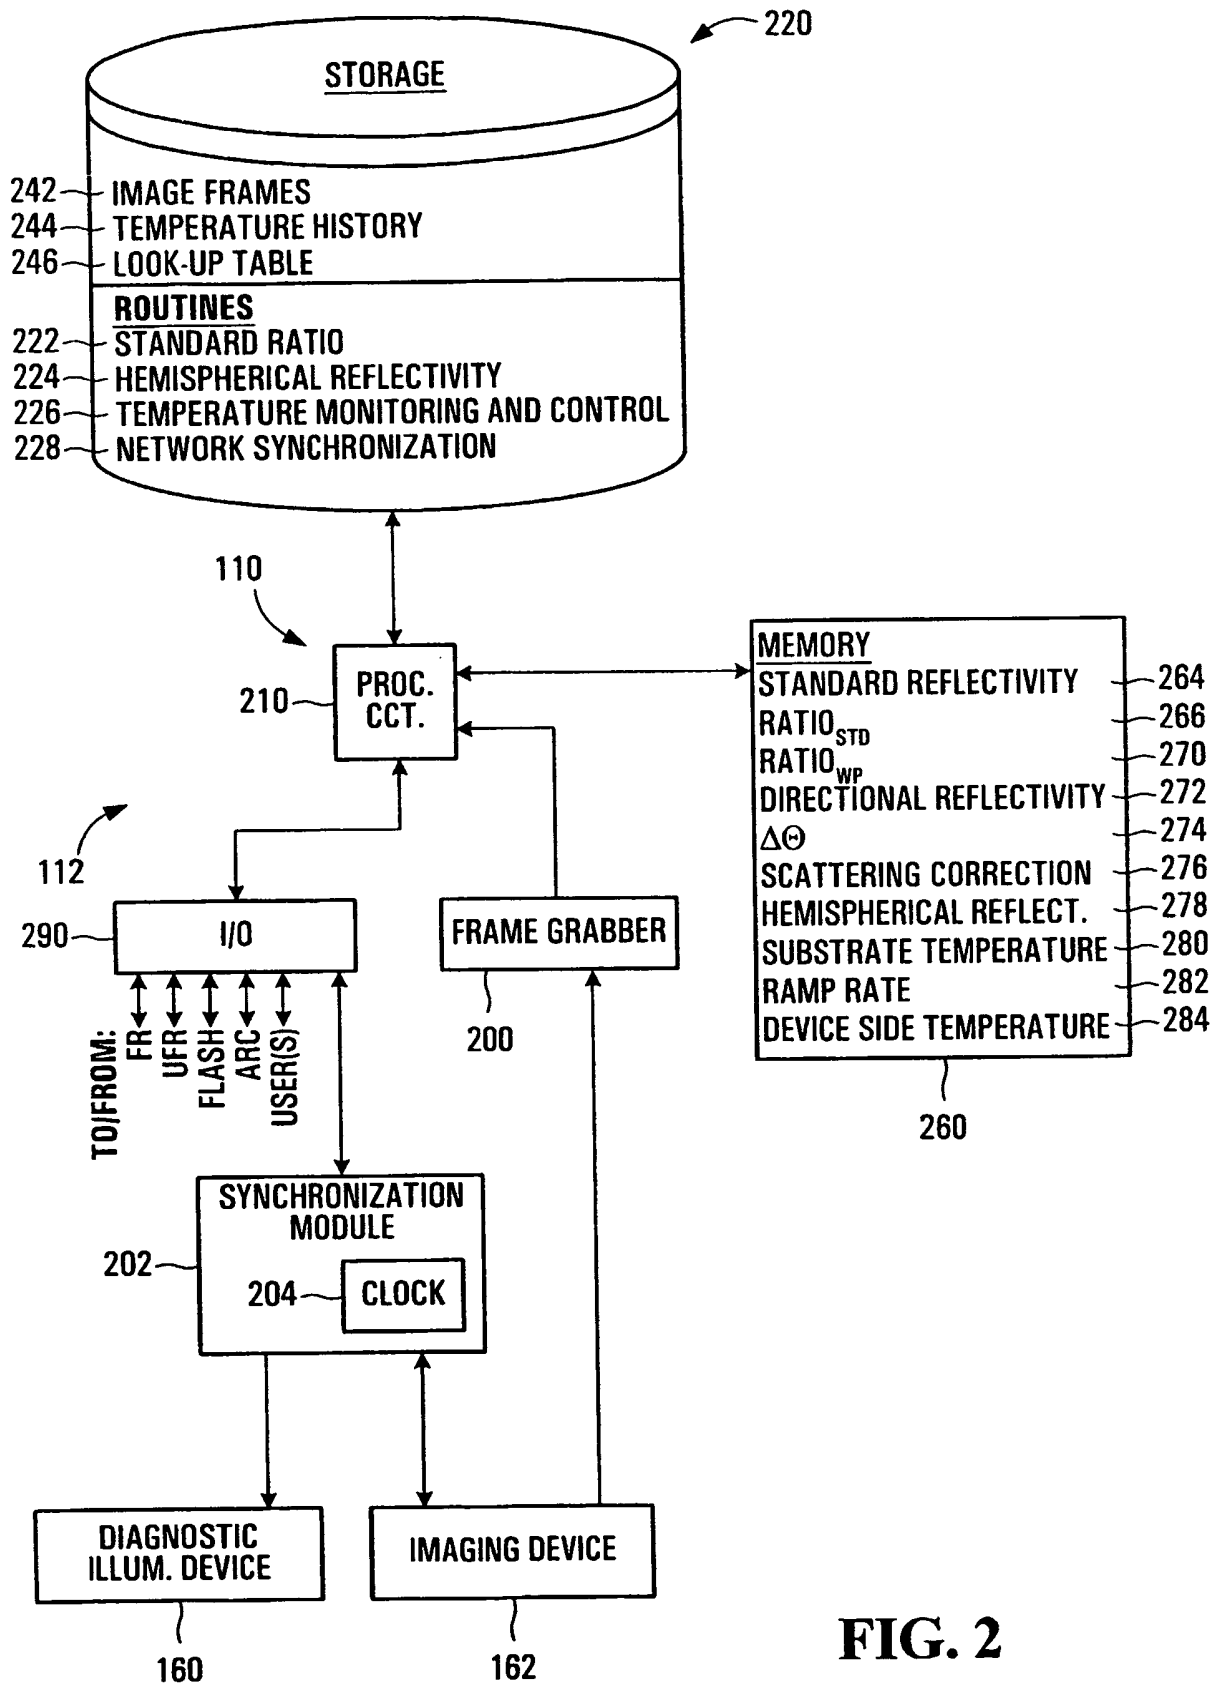 220
STORAGE
242 IMAGE FRAMES
244 TEMPERATURE HISTORY
246 LOOK-UP TABLE
ROUTINES
222 STANDARD RATIO
224 HEMISPHERICAL REFLECTIVITY
226 TEMPERATURE MONITORING AND CONTROL
228 NETWORK SYNCHRONIZATION
110
210
PROC.
CCT.
MEMORY
STANDARD REFLECTIVITY 264
RATIO STD 266
RATIO WP 270
DIRECTIONAL REFLECTIVITY 272
ΔΘ 274
SCATTERING CORRECTION 276
HEMISPHERICAL REFLECT. 278
SUBSTRATE TEMPERATURE 280
RAMP RATE 282
DEVICE SIDE TEMPERATURE 284
260
112
290
I/O
FRAME GRABBER
200
TO/FROM:
FR
UFR
FLASH
ARC
USER(S)
SYNCHRONIZATION
MODULE
202
204
CLOCK
DIAGNOSTIC
ILLUM. DEVICE
160
IMAGING DEVICE
162
FIG. 2